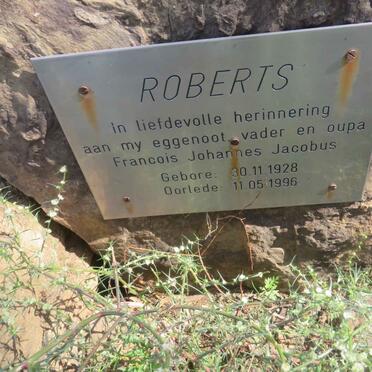 ROBERTS
In liefdevolle herinnering
aan my eggenoot, vader en oupa
Francois Johannes Jacobus
Gebore: 30.11.1928
Oorlede: 11.05.1996